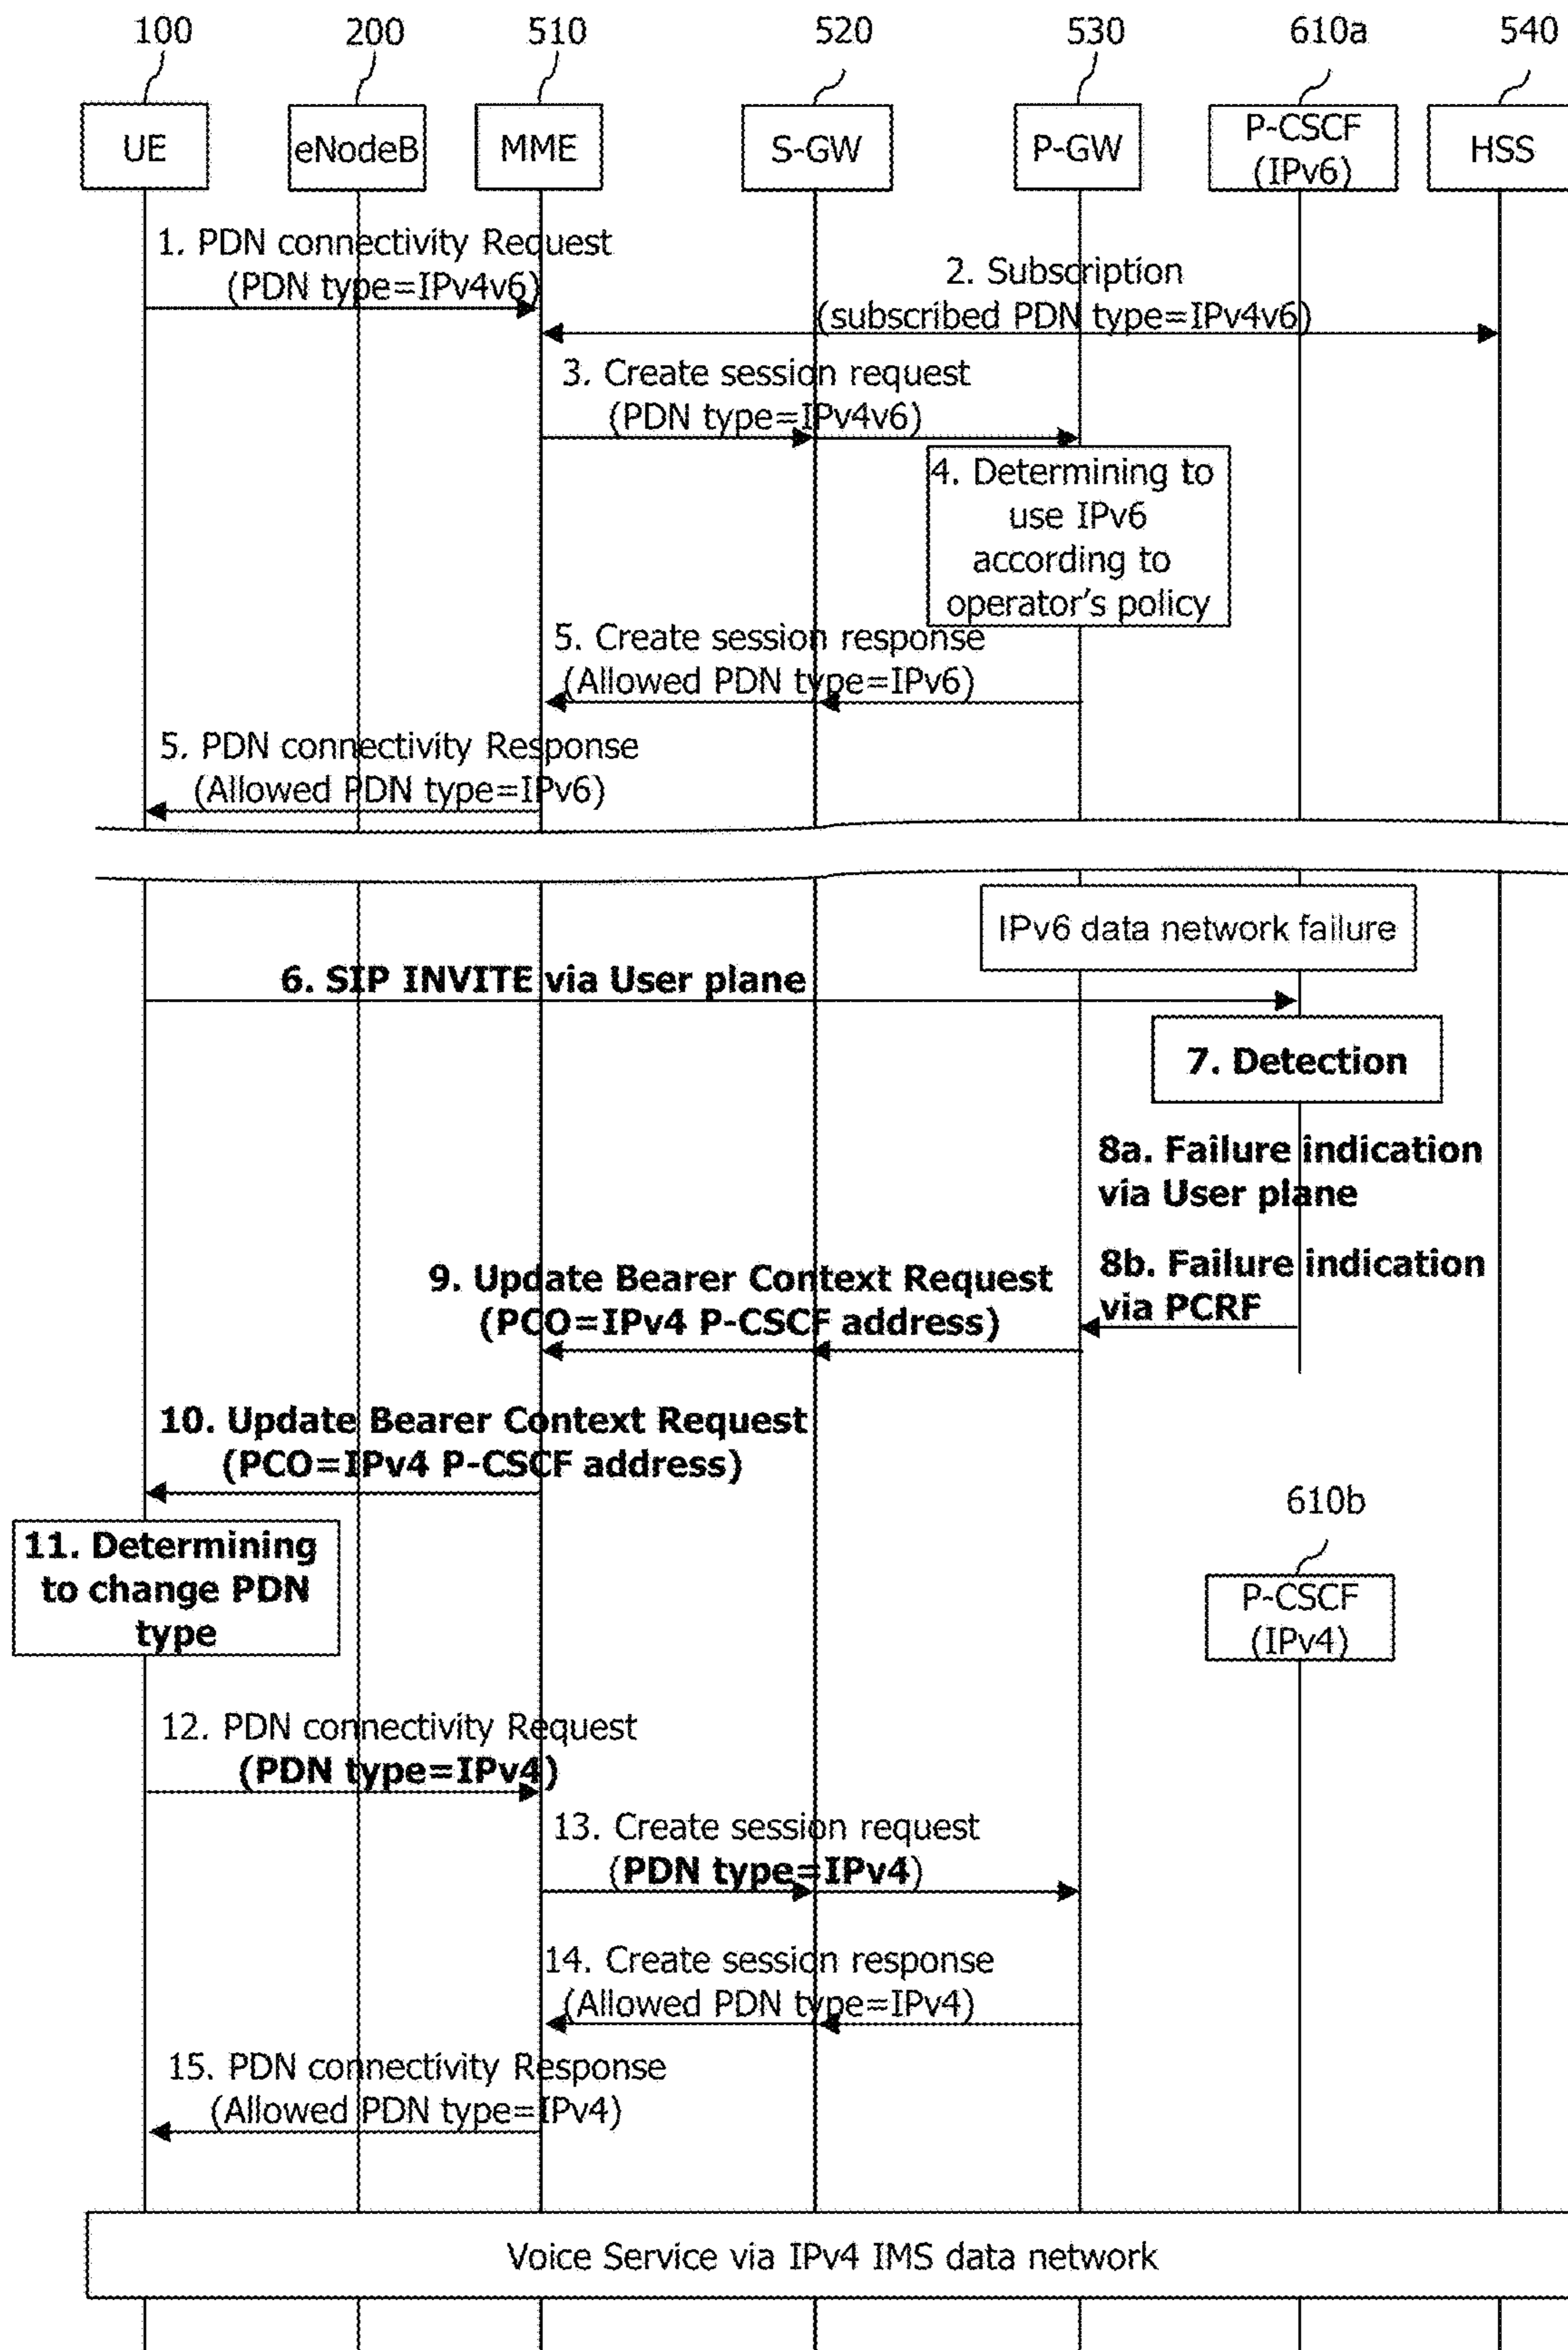 100
200
510
520
530
610a
540
UE
eNodeB
MME
S-GW
P-GW
P-CSCF
(IPv6)
HSS
1. PDN connectivity Request
(PDN type=IPv4v6)
2. Subscription
(subscribed PDN type=IPv4v6)
3. Create session request
(PDN type=IPv4v6)
4. Determining to
use IPv6
according to
operator's policy
5. Create session response
(Allowed PDN type=IPv6)
5. PDN connectivity Response
(Allowed PDN type=IPv6)
IPv6 data network failure
6. SIP INVITE via User plane
7. Detection
8a. Failure indication
via User plane
8b. Failure indication
via PCRF
9. Update Bearer Context Request
(PCO=IPv4 P-CSCF address)
10. Update Bearer Context Request
(PCO=IPv4 P-CSCF address)
11. Determining
to change PDN
type
610b
P-CSCF
(IPv4)
12. PDN connectivity Request
(PDN type=IPv4)
13. Create session request
(PDN type=IPv4)
14. Create session response
(Allowed PDN type=IPv4)
15. PDN connectivity Response
(Allowed PDN type=IPv4)
Voice Service via IPv4 IMS data network